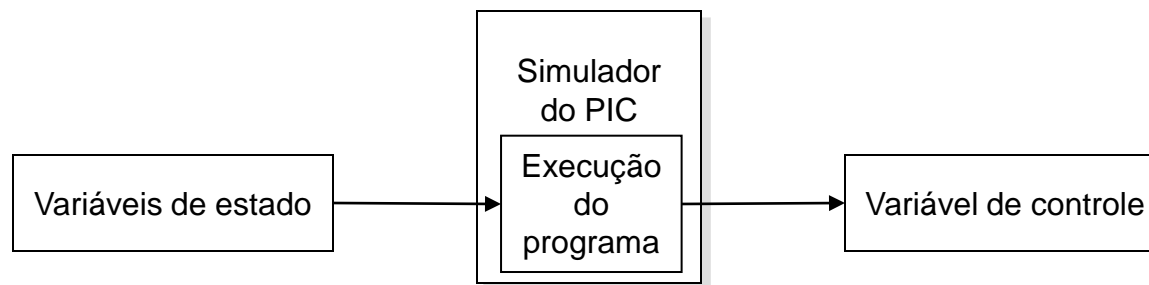 Simulador
do PIC
Variáveis de estado
Execução
do
programa
Variável de controle